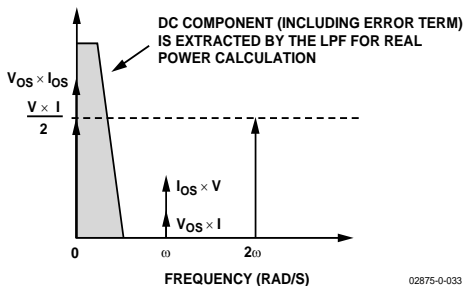 DC COMPONENT (INCLUDING ERROR TERM)
IS EXTRACTED BY THE LPF FOR REAL
POWER CALCULATION
VOS × IOS
V × I
2
IOS × V
VOS × I
0
ω
2ω
FREQUENCY (RAD/S)
02875-0-033